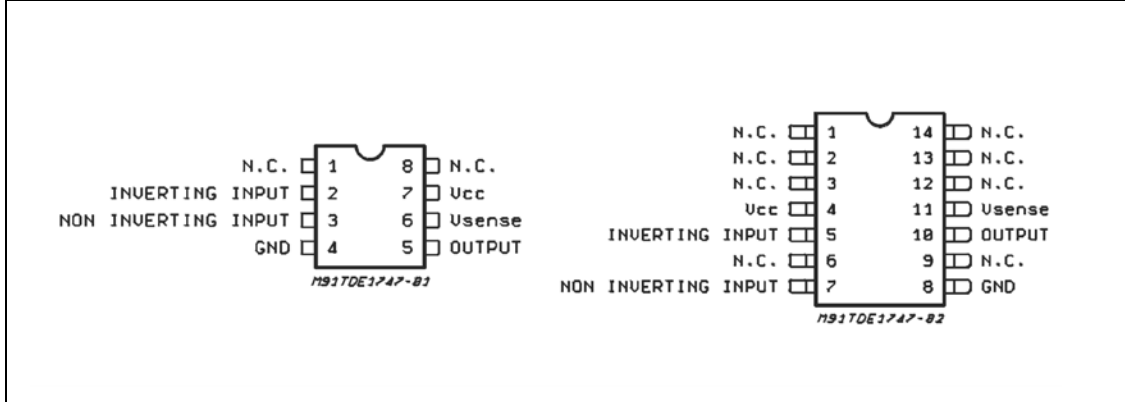 N.C. 1 8 N.C.
INVERTING INPUT 2 7 Vcc
NON INVERTING INPUT 3 6 Vsense
GND 4 5 OUTPUT
M91TDE1747-01
N.C. 1 14 N.C.
N.C. 2 13 N.C.
N.C. 3 12 N.C.
Vcc 4 11 Vsense
INVERTING INPUT 5 10 OUTPUT
N.C. 6 9 N.C.
NON INVERTING INPUT 7 8 GND
M91TDE1747-02